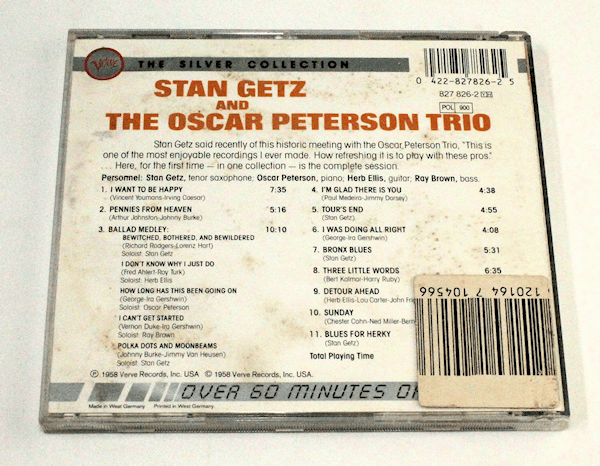 Verve
THE SILVER COLLECTION
0 422-827826-2 5
827 826-2
POL 900
STAN GETZ
AND
THE OSCAR PETERSON TRIO
Stan Getz said recently of this historic meeting with the Oscar Peterson Trio, "This is
one of the most enjoyable recordings I ever made. How refreshing it is to play with these pros."
. . . Here, for the first time — in one collection — is the complete session.
Personnel: Stan Getz, tenor saxophone; Oscar Peterson, piano; Herb Ellis, guitar; Ray Brown, bass.
1. I WANT TO BE HAPPY 7:35
(Vincent Youmans-Irving Caesar)
2. PENNIES FROM HEAVEN 5:16
(Arthur Johnston-Johnny Burke)
3. BALLAD MEDLEY: 10:10
BEWITCHED, BOTHERED, AND BEWILDERED
(Richard Rodgers-Lorenz Hart)
Soloist: Stan Getz
I DON'T KNOW WHY I JUST DO
(Fred Ahlert-Roy Turk)
Soloist: Herb Ellis
HOW LONG HAS THIS BEEN GOING ON
(George-Ira Gershwin)
Soloist: Oscar Peterson
I CAN'T GET STARTED
(Vernon Duke-Ira Gershwin)
Soloist: Ray Brown
POLKA DOTS AND MOONBEAMS
(Johnny Burke-Jimmy Van Heusen)
Soloist: Stan Getz
4. I'M GLAD THERE IS YOU 4:38
(Paul Medeira-Jimmy Dorsey)
5. TOUR'S END 4:55
(Stan Getz)
6. I WAS DOING ALL RIGHT 4:08
(George-Ira Gershwin)
7. BRONX BLUES 5:31
(Stan Getz)
8. THREE LITTLE WORDS 6:35
(Bert Kalmar-Harry Ruby)
9. DETOUR AHEAD
(Herb Ellis-Lou Carter-John
10. SUNDAY
(Chester Cohn-Ned Miller-
11. BLUES FOR HERKY
(Stan Getz)
Total Playing Time
120164 7 104566
℗ 1958 Verve Records, Inc. USA © 1958 Verve Records, Inc. USA.
OVER 60 MINUTES
Made in West Germany Printed in West Germany